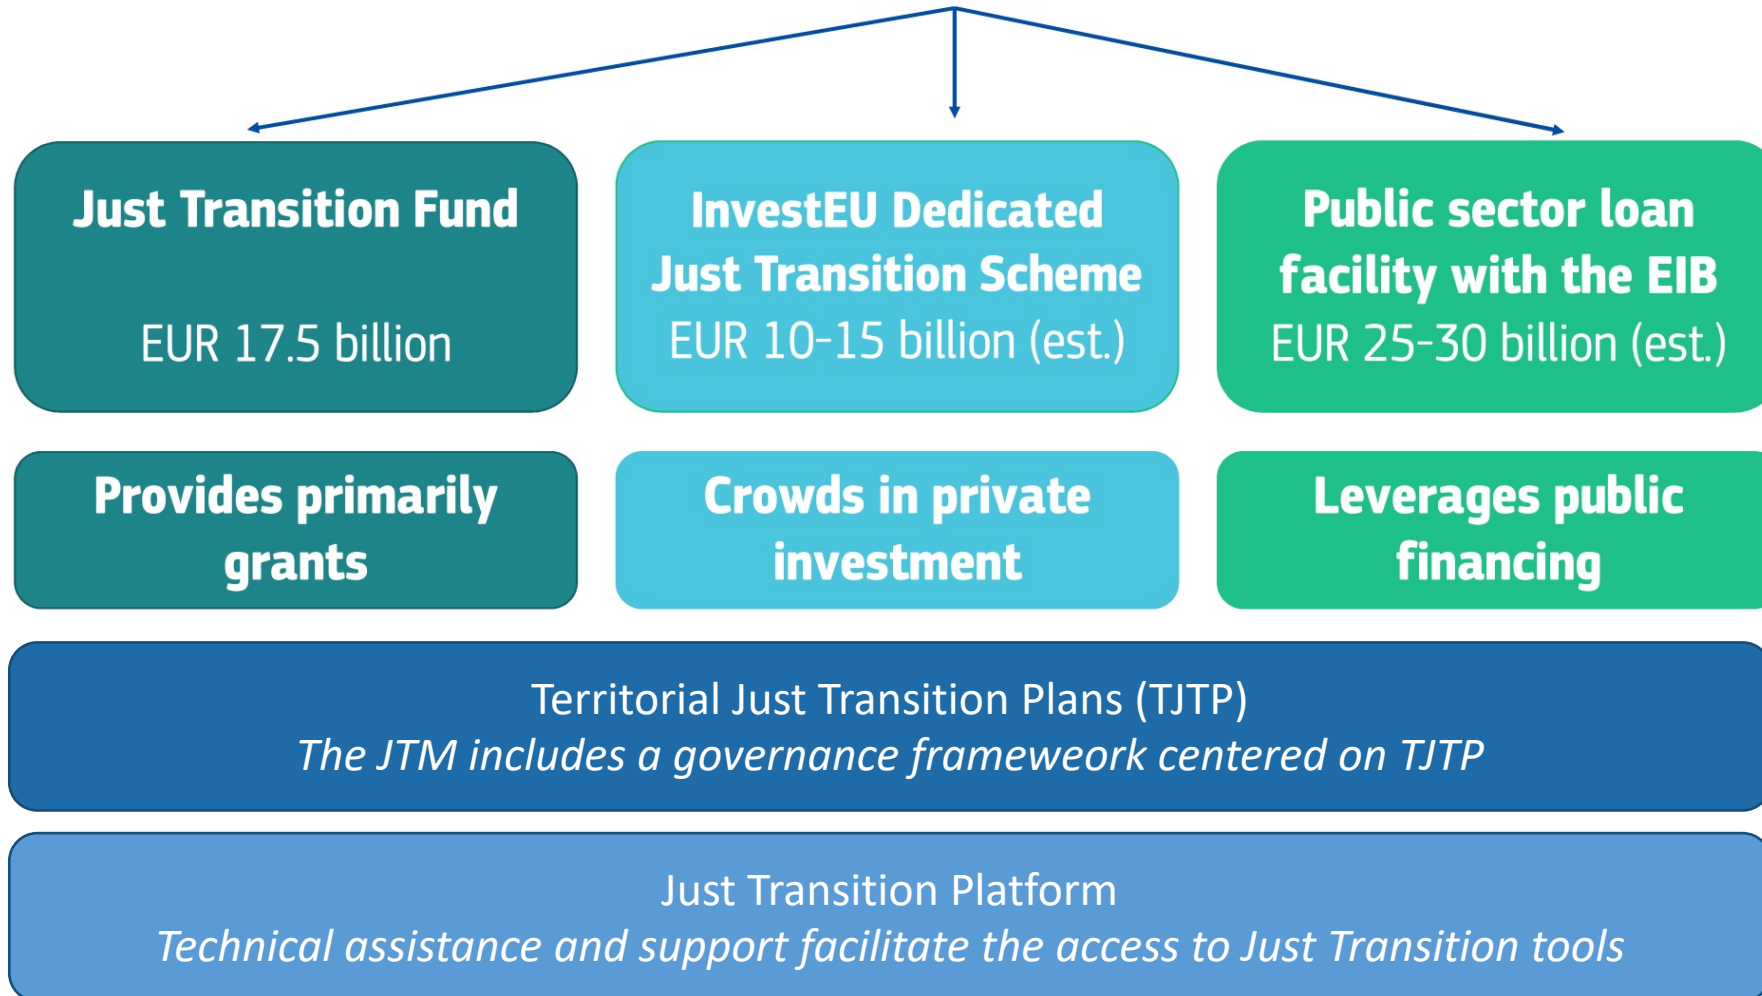 Just Transition Fund
EUR 17.5 billion
InvestEU Dedicated
Just Transition Scheme
EUR 10-15 billion (est.)
Public sector loan
facility with the EIB
EUR 25-30 billion (est.)
Provides primarily
grants
Crowds in private
investment
Leverages public
financing
Territorial Just Transition Plans (TJTP)
The JTM includes a governance frameweork centered on TJTP
Just Transition Platform
Technical assistance and support facilitate the access to Just Transition tools